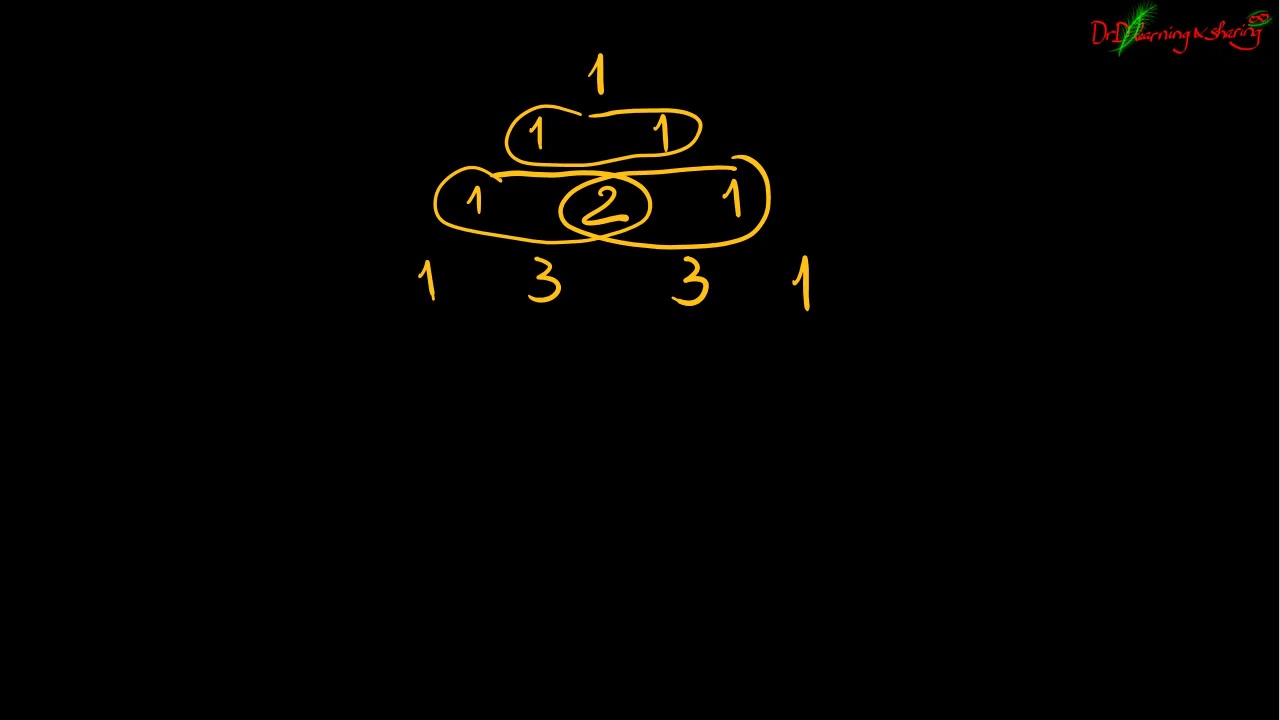 Dr.D learning & sharing
1
1 1
1 2 1
1 3 3 1